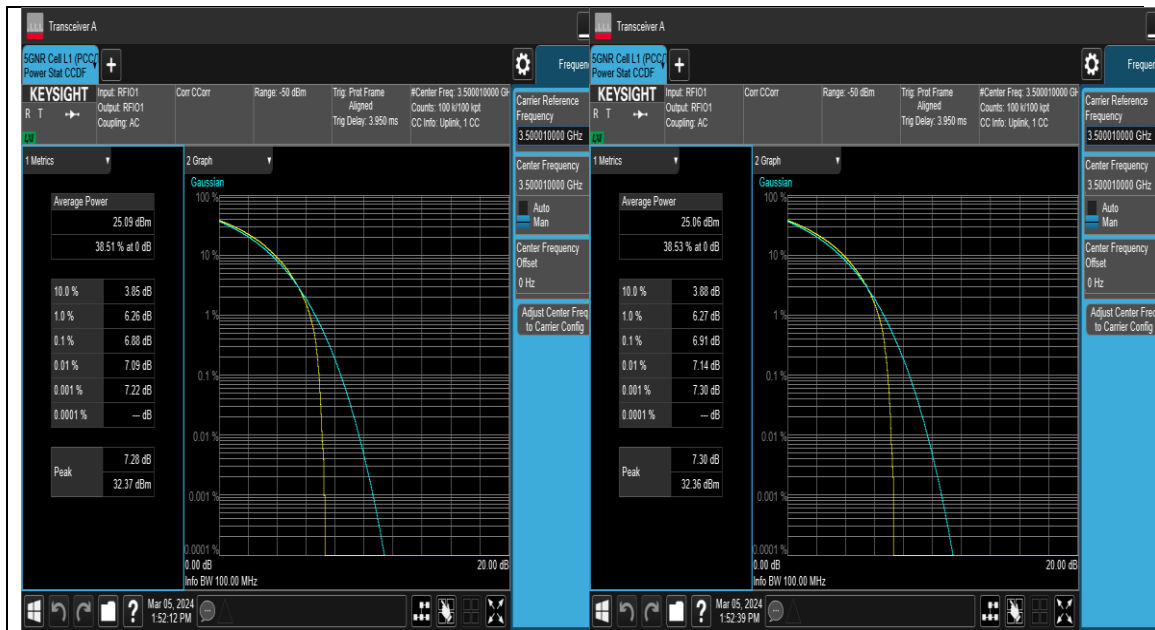 Transceiver A
5GNR Cell L1 (PCC/
Power Stat CCDF
+
Frequen
KEYSIGHT
R T
LXI
Input: RFIO1
Output: RFIO1
Coupling: AC
Corr CCorr
Range: -50 dBm
Trig: Prot Frame
Aligned
Trig Delay: 3.950 ms
#Center Freq: 3.500010000 GH
Counts: 100 k/100 kpt
CC Info: Uplink, 1 CC
Carrier Reference
Frequency
3.500010000 GHz
Center Frequency
3.500010000 GHz
Auto
Man
Center Frequency
Offset
0 Hz
Adjust Center Freq
to Carrier Config
1 Metrics
Average Power
25.09 dBm
38.51 % at 0 dB
10.0 % 3.85 dB
1.0 % 6.26 dB
0.1 % 6.88 dB
0.01 % 7.09 dB
0.001 % 7.22 dB
0.0001 % --- dB
Peak
7.28 dB
32.37 dBm
2 Graph
Gaussian
100 %
10 %
1 %
0.1 %
0.01 %
0.001 %
0.0001 %
0.00 dB 20.00 dB
Info BW 100.00 MHz
?
Mar 05, 2024
1:52:12 PM
Transceiver A
5GNR Cell L1 (PCC/
Power Stat CCDF
+
Frequen
KEYSIGHT
R T
LXI
Input: RFIO1
Output: RFIO1
Coupling: AC
Corr CCorr
Range: -50 dBm
Trig: Prot Frame
Aligned
Trig Delay: 3.950 ms
#Center Freq: 3.500010000 GH
Counts: 100 k/100 kpt
CC Info: Uplink, 1 CC
Carrier Reference
Frequency
3.500010000 GHz
Center Frequency
3.500010000 GHz
Auto
Man
Center Frequency
Offset
0 Hz
Adjust Center Freq
to Carrier Config
1 Metrics
Average Power
25.06 dBm
38.53 % at 0 dB
10.0 % 3.88 dB
1.0 % 6.27 dB
0.1 % 6.91 dB
0.01 % 7.14 dB
0.001 % 7.30 dB
0.0001 % --- dB
Peak
7.30 dB
32.36 dBm
2 Graph
Gaussian
100 %
10 %
1 %
0.1 %
0.01 %
0.001 %
0.0001 %
0.00 dB 20.00 dB
Info BW 100.00 MHz
?
Mar 05, 2024
1:52:39 PM